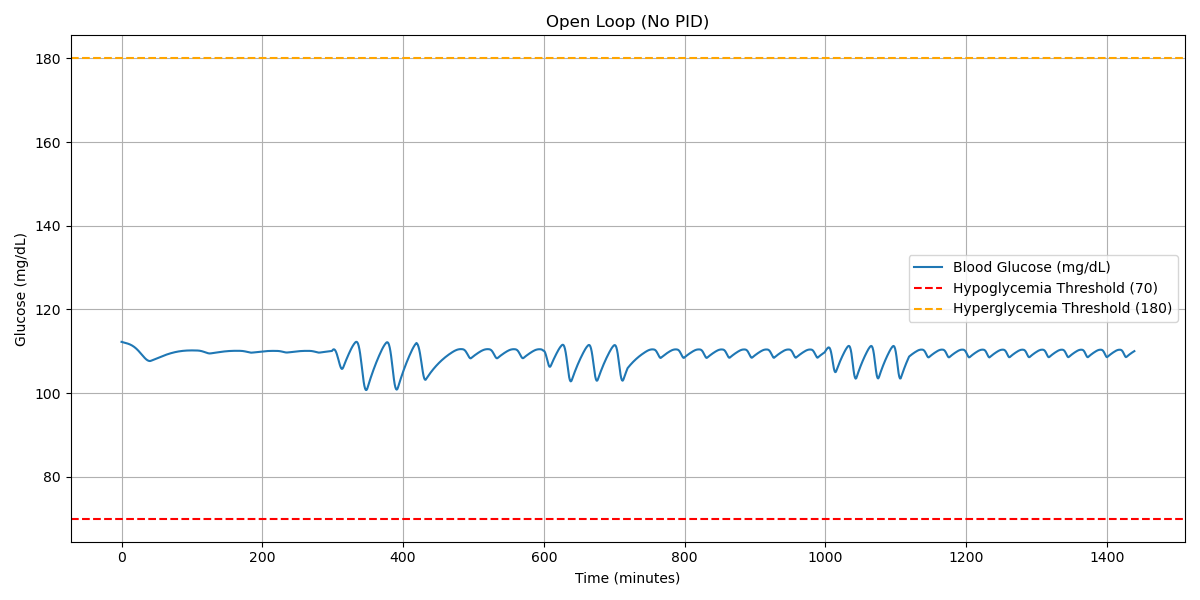 Open Loop (No PID)
Glucose (mg/dL)
180
160
140
120
100
80
Blood Glucose (mg/dL)
Hypoglycemia Threshold (70)
Hyperglycemia Threshold (180)
0 200 400 600 800 1000 1200 1400
Time (minutes)